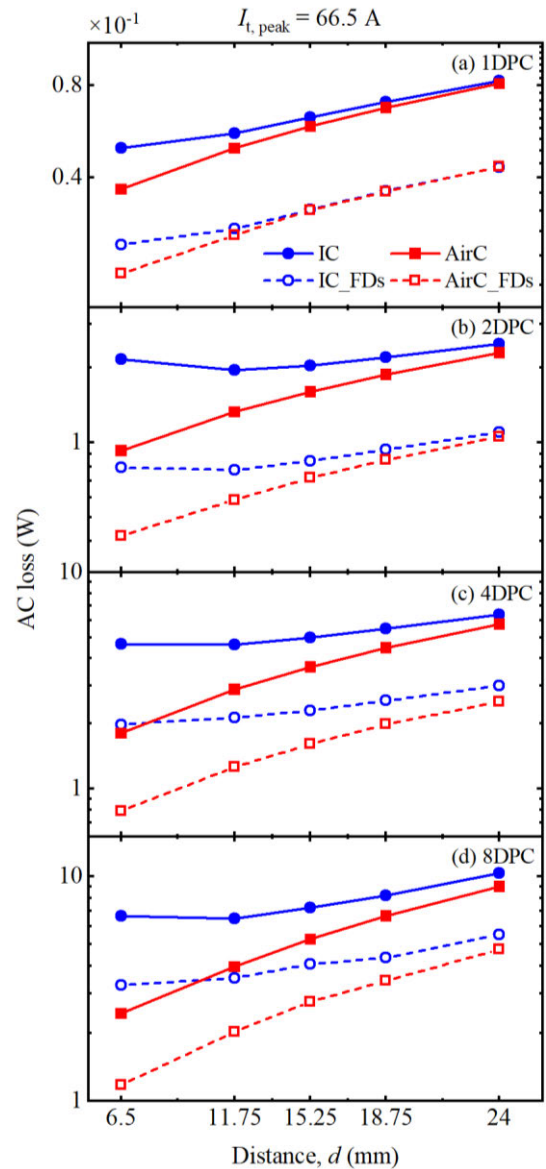 ×10⁻¹ I_t, peak = 66.5 A
(a) 1DPC
0.8
0.4
IC AirC
IC_FDs AirC_FDs
(b) 2DPC
1
10
(c) 4DPC
1
(d) 8DPC
10
1
6.5 11.75 15.25 18.75 24
Distance, d (mm)
AC loss (W)